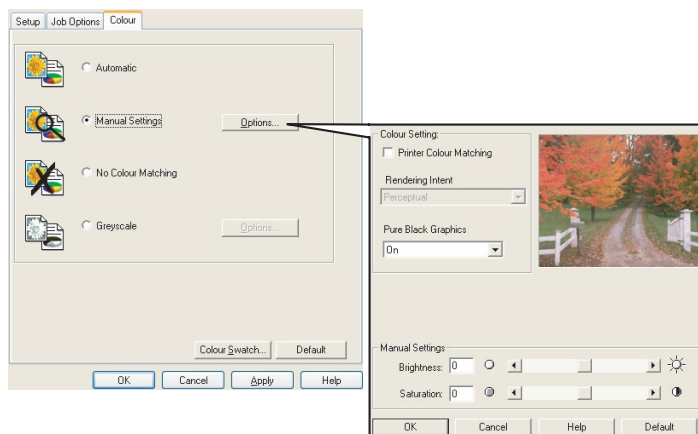 Setup Job Options Colour
Automatic
Manual Settings Options...
No Colour Matching
Greyscale Options...
Colour Swatch... Default
OK Cancel Apply Help
Colour Setting:
Printer Colour Matching
Rendering Intent
Perceptual
Pure Black Graphics
On
Manual Settings
Brightness: 0
Saturation: 0
OK Cancel Help Default